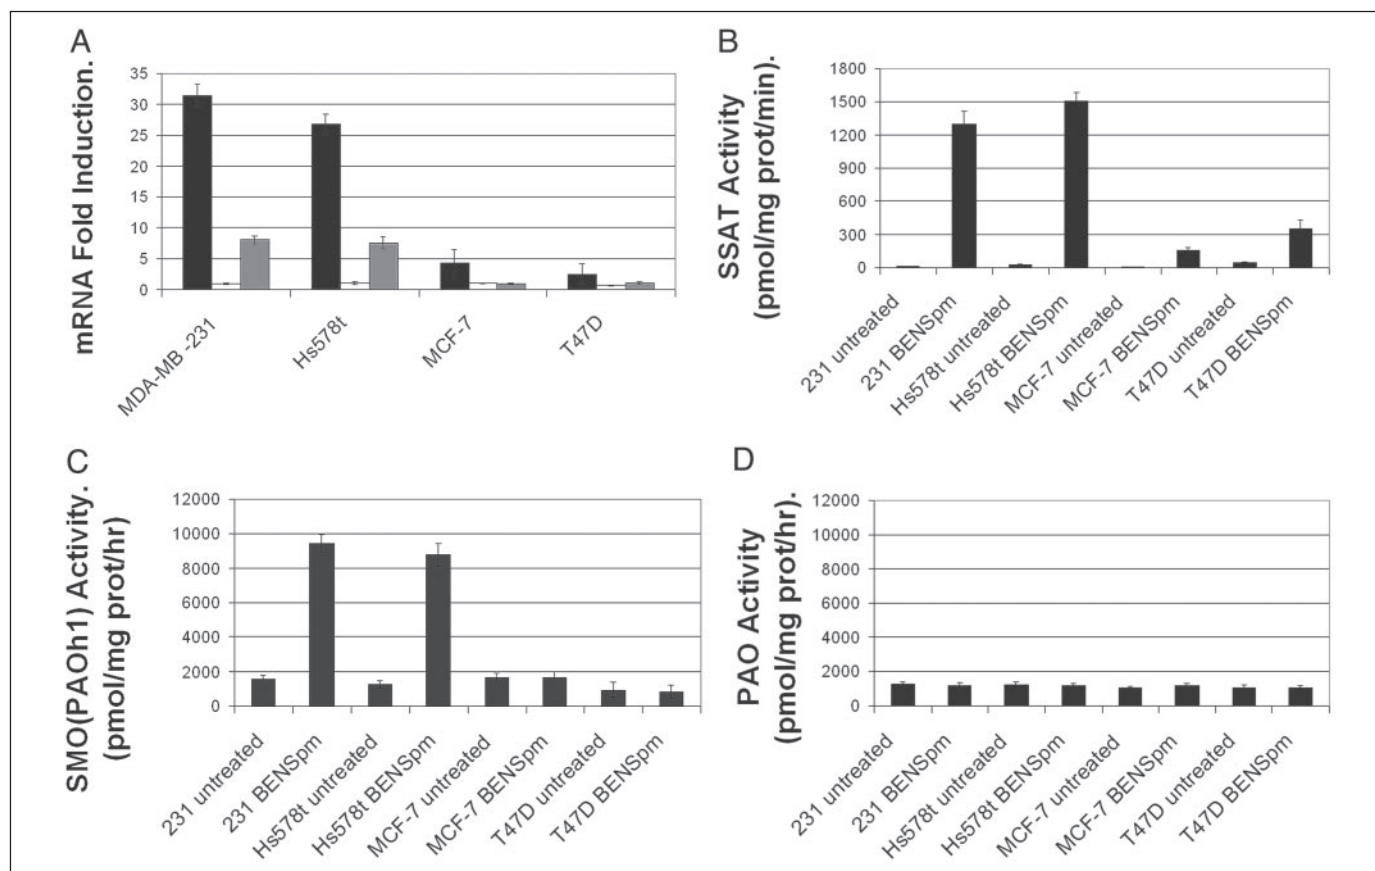 A
mRNA Fold Induction.
35
30
25
20
15
10
5
0
MDA-MB -231
Hs578t
MCF-7
T47D
B
SSAT Activity
(pmol/mg prot/min).
1800
1500
1200
900
600
300
0
231 untreated
231 BENSpm
Hs578t untreated
Hs578t BENSpm
MCF-7 untreated
MCF-7 BENSpm
T47D untreated
T47D BENSpm
C
SMO(PAOh1) Activity.
(pmol/mg prot/hr)
12000
10000
8000
6000
4000
2000
0
231 untreated
231 BENSpm
Hs578t untreated
Hs578t BENSpm
MCF-7 untreated
MCF-7 BENSpm
T47D untreated
T47D BENSpm
D
PAO Activity
(pmol/mg prot/hr).
12000
10000
8000
6000
4000
2000
0
231 untreated
231 BENSpm
Hs578t untreated
Hs578t BENSpm
MCF-7 untreated
MCF-7 BENSpm
T47D untreated
T47D BENSpm